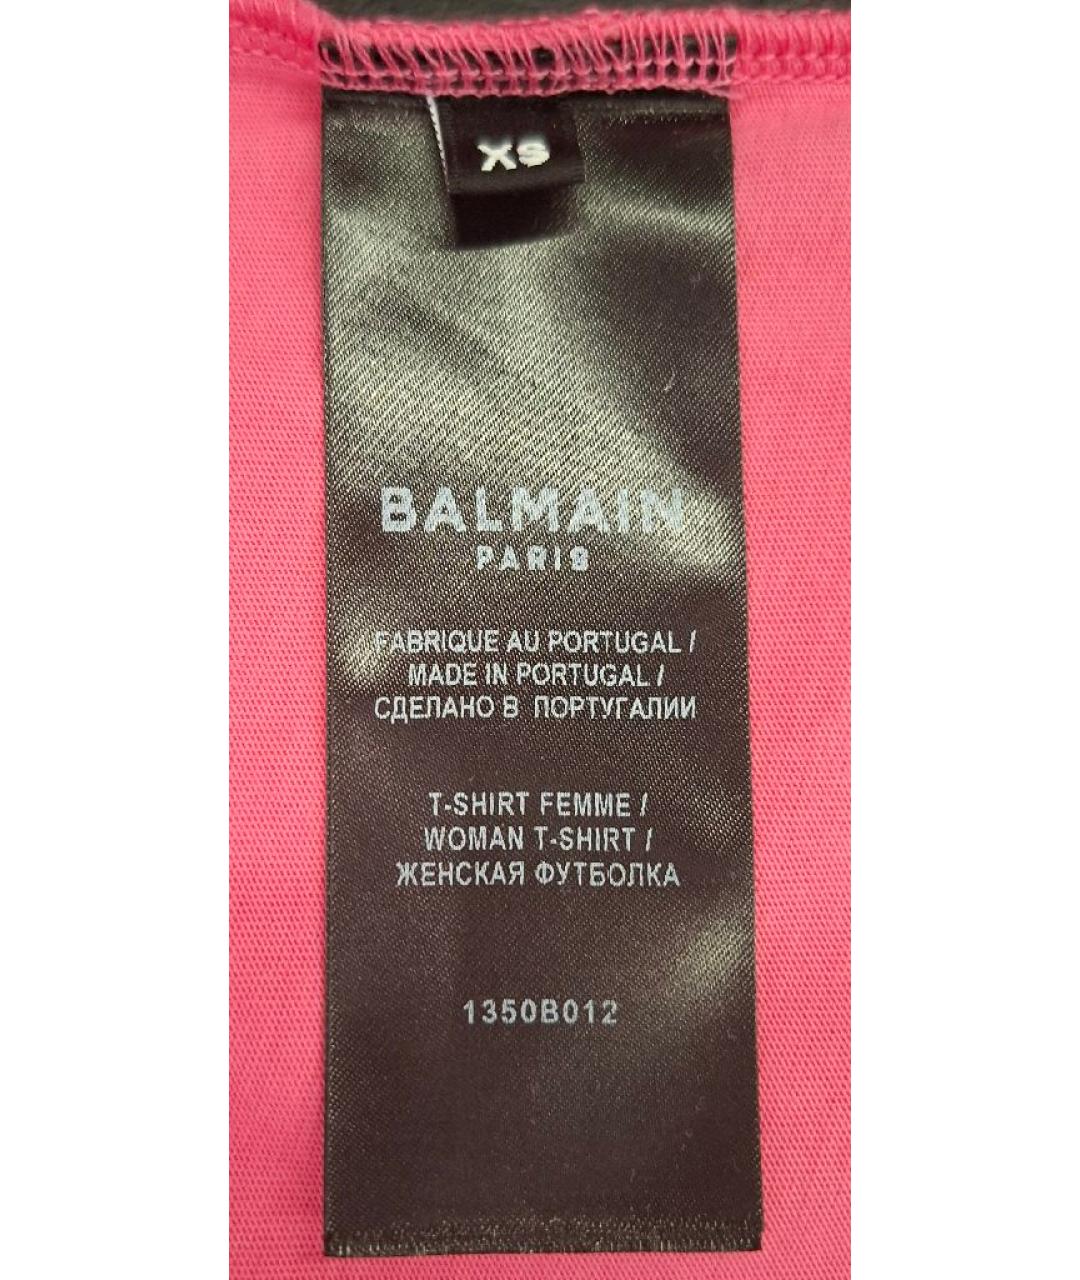 XS
BALMAIN
PARIS
FABRIQUE AU PORTUGAL /
MADE IN PORTUGAL /
СДЕЛАНО В ПОРТУГАЛИИ
T-SHIRT FEMME /
WOMAN T-SHIRT /
ЖЕНСКАЯ ФУТБОЛКА
1350B012